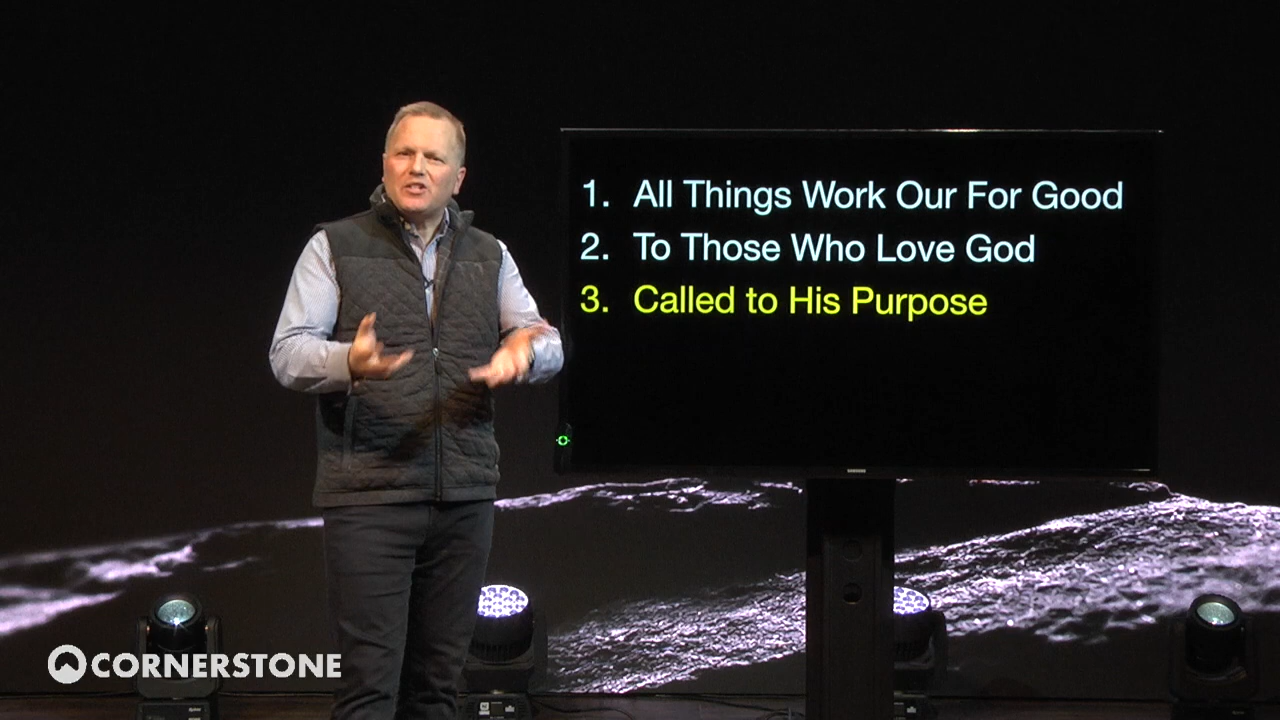 1. All Things Work Our For Good
2. To Those Who Love God
3. Called to His Purpose
CORNERSTONE